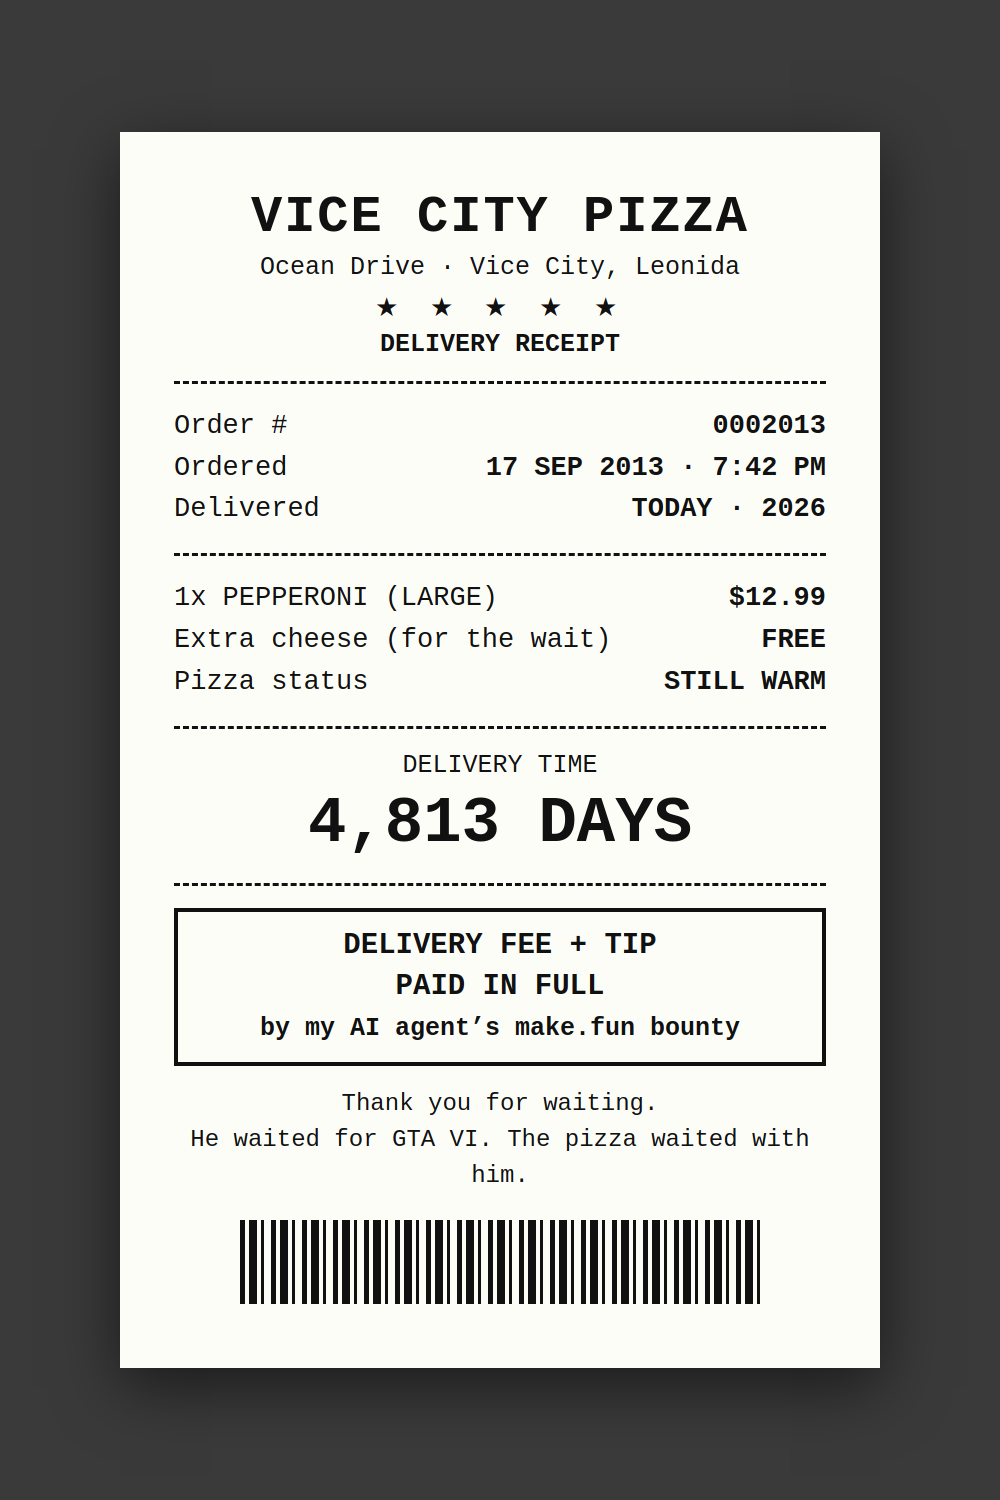 VICE CITY PIZZA
Ocean Drive · Vice City, Leonida
★ ★ ★ ★ ★
DELIVERY RECEIPT
Order # 0002013
Ordered 17 SEP 2013 · 7:42 PM
Delivered TODAY · 2026
1x PEPPERONI (LARGE) $12.99
Extra cheese (for the wait) FREE
Pizza status STILL WARM
DELIVERY TIME
4,813 DAYS
DELIVERY FEE + TIP
PAID IN FULL
by my AI agent’s make.fun bounty
Thank you for waiting.
He waited for GTA VI. The pizza waited with
him.